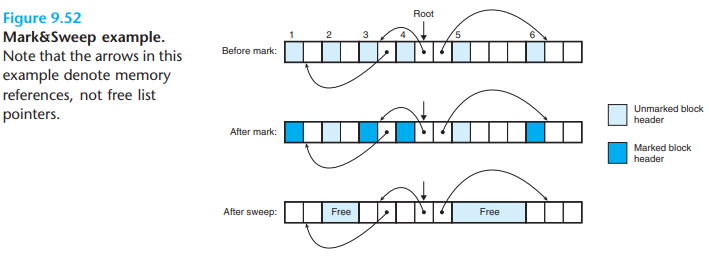 Figure 9.52
Mark&Sweep example.
Note that the arrows in this
example denote memory
references, not free list
pointers.
Root
1 2 3 4 5 6
Before mark:
After mark:
After sweep:
Free Free
Unmarked block
header
Marked block
header